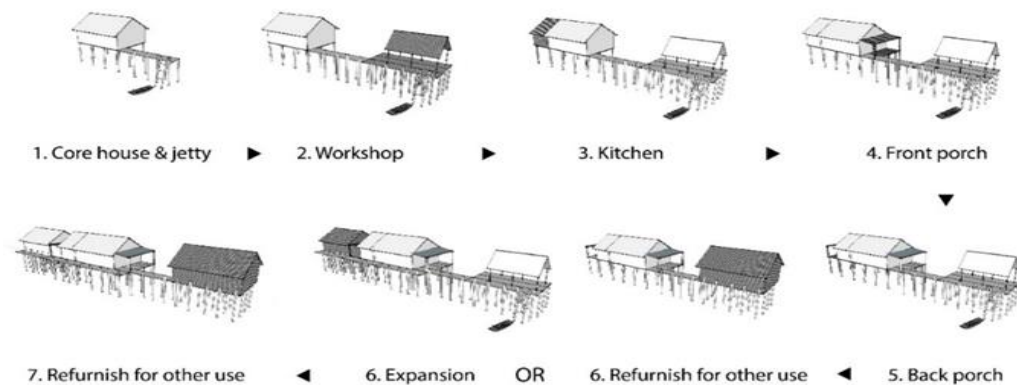 1. Core house & jetty ► 2. Workshop ► 3. Kitchen ► 4. Front porch
▼
7. Refurnish for other use ◄ 6. Expansion OR 6. Refurnish for other use ◄ 5. Back porch